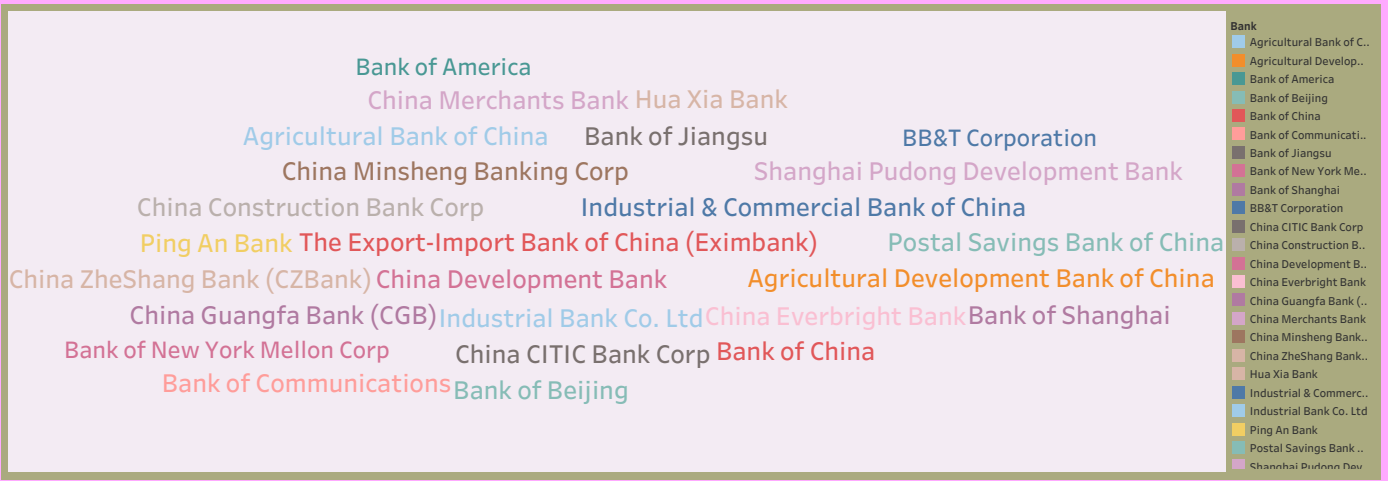 Bank of America
China Merchants Bank Hua Xia Bank
Agricultural Bank of China Bank of Jiangsu BB&T Corporation
China Minsheng Banking Corp Shanghai Pudong Development Bank
China Construction Bank Corp Industrial & Commercial Bank of China
Ping An Bank The Export-Import Bank of China (Eximbank) Postal Savings Bank of China
China ZheShang Bank (CZBank) China Development Bank Agricultural Development Bank of China
China Guangfa Bank (CGB) Industrial Bank Co. Ltd China Everbright Bank Bank of Shanghai
Bank of New York Mellon Corp China CITIC Bank Corp Bank of China
Bank of Communications Bank of Beijing
Bank
Agricultural Bank of C..
Agricultural Develop..
Bank of America
Bank of Beijing
Bank of China
Bank of Communicati..
Bank of Jiangsu
Bank of New York Me..
Bank of Shanghai
BB&T Corporation
China CITIC Bank Corp
China Construction B..
China Development B..
China Everbright Bank
China Guangfa Bank (..
China Merchants Bank
China Minsheng Bank..
China ZheShang Bank..
Hua Xia Bank
Industrial & Commerc..
Industrial Bank Co. Ltd
Ping An Bank
Postal Savings Bank ..
Shanghai Pudong Dev..